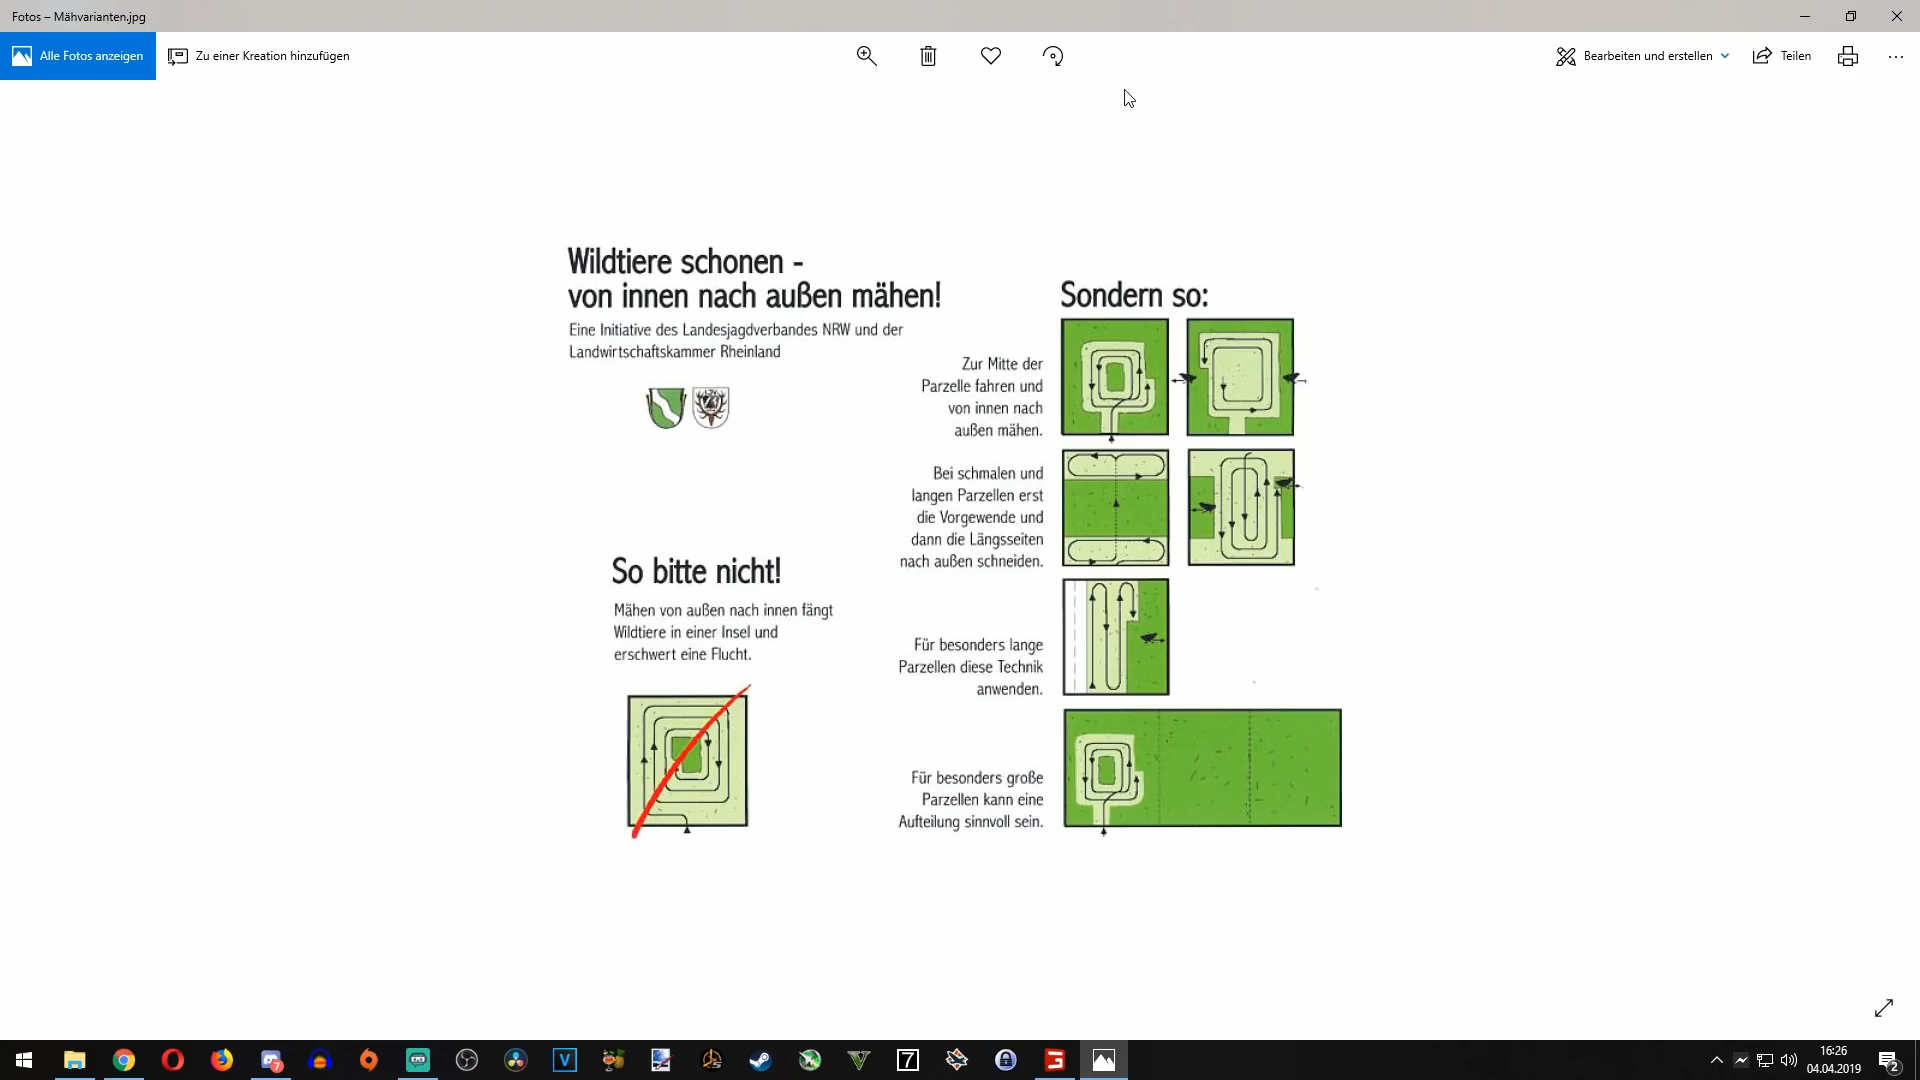 Fotos – Mähvarianten.jpg
Alle Fotos anzeigen
Zu einer Kreation hinzufügen
Bearbeiten und erstellen
Teilen
Wildtiere schonen -
von innen nach außen mähen!
Eine Initiative des Landesjagdverbandes NRW und der
Landwirtschaftskammer Rheinland
So bitte nicht!
Mähen von außen nach innen fängt
Wildtiere in einer Insel und
erschwert eine Flucht.
Sondern so:
Zur Mitte der
Parzelle fahren und
von innen nach
außen mähen.
Bei schmalen und
langen Parzellen erst
die Vorgewende und
dann die Längsseiten
nach außen schneiden.
Für besonders lange
Parzellen diese Technik
anwenden.
Für besonders große
Parzellen kann eine
Aufteilung sinnvoll sein.
7
V
7
16:26
04.04.2019
2